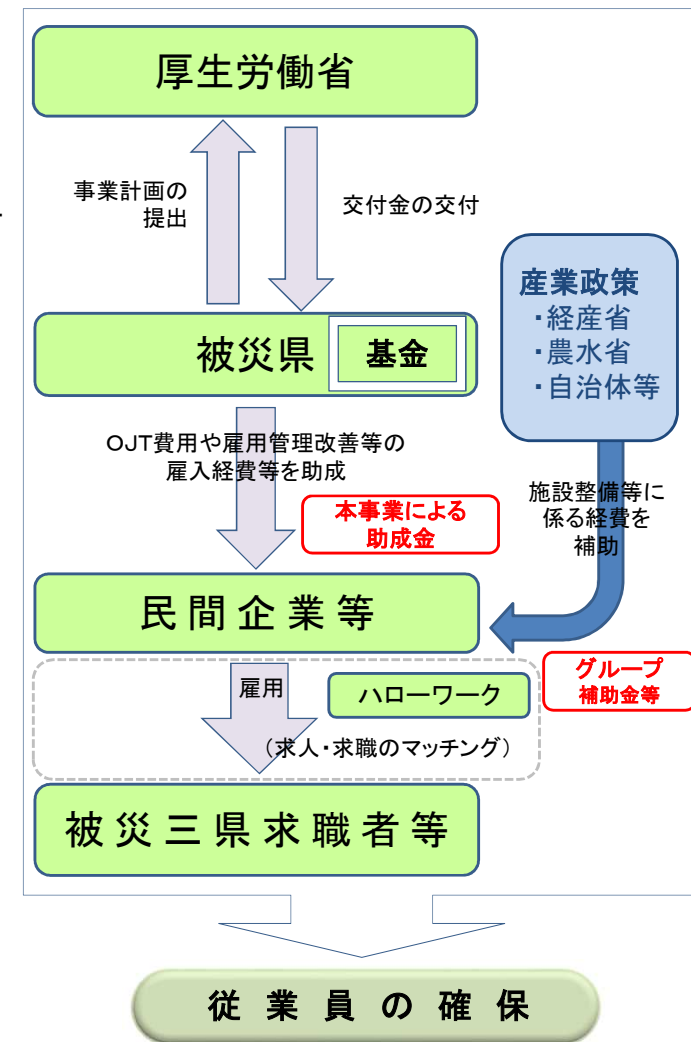 厚生労働省
事業計画の
提出
交付金の交付
産業政策
・経産省
・農水省
・自治体等
被災県
基金
OJT費用や雇用管理改善等の
雇入経費等を助成
本事業による
助成金
施設整備等に
係る経費を
補助
民間企業等
グループ
補助金等
雇用
ハローワーク
（求人・求職のマッチング）
被災三県求職者等
従業員の確保